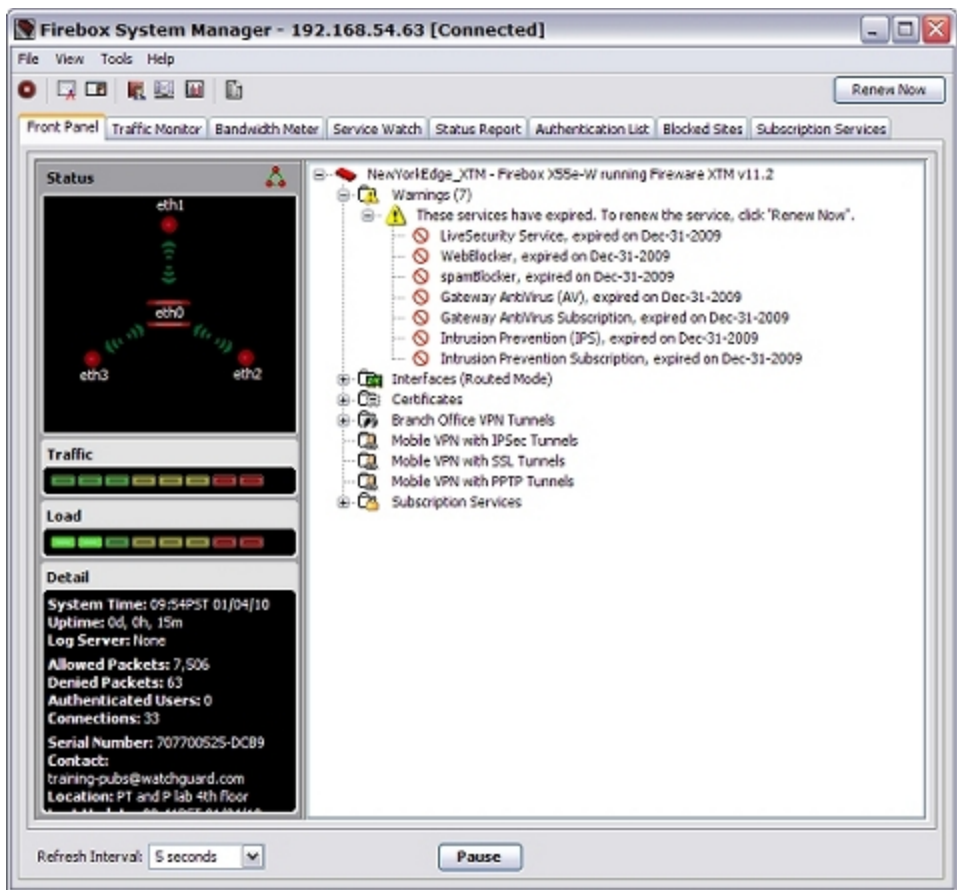 Firebox System Manager - 192.168.54.63 [Connected]
File View Tools Help
Renew Now
Front Panel Traffic Monitor Bandwidth Meter Service Watch Status Report Authentication List Blocked Sites Subscription Services
Status
eth1
eth0
eth3
eth2
Traffic
Load
Detail
System Time: 09:54PST 01/04/10
Uptime: 0d, 0h, 15m
Log Server: None
Allowed Packets: 7,506
Denied Packets: 63
Authenticated Users: 0
Connections: 33
Serial Number: 707700525-DCB9
Contact:
training-pubs@watchguard.com
Location: PT and P lab 4th floor
NewYorkEdge_XTM - Firebox X55e-W running Fireware XTM v11.2
Warnings (7)
These services have expired. To renew the service, click 'Renew Now'.
LiveSecurity Service, expired on Dec-31-2009
WebBlocker, expired on Dec-31-2009
spamBlocker, expired on Dec-31-2009
Gateway AntiVirus (AV), expired on Dec-31-2009
Gateway AntiVirus Subscription, expired on Dec-31-2009
Intrusion Prevention (IPS), expired on Dec-31-2009
Intrusion Prevention Subscription, expired on Dec-31-2009
Interfaces (Routed Mode)
Certificates
Branch Office VPN Tunnels
Mobile VPN with IPSec Tunnels
Mobile VPN with SSL Tunnels
Mobile VPN with PPTP Tunnels
Subscription Services
Refresh Interval: 5 seconds
Pause